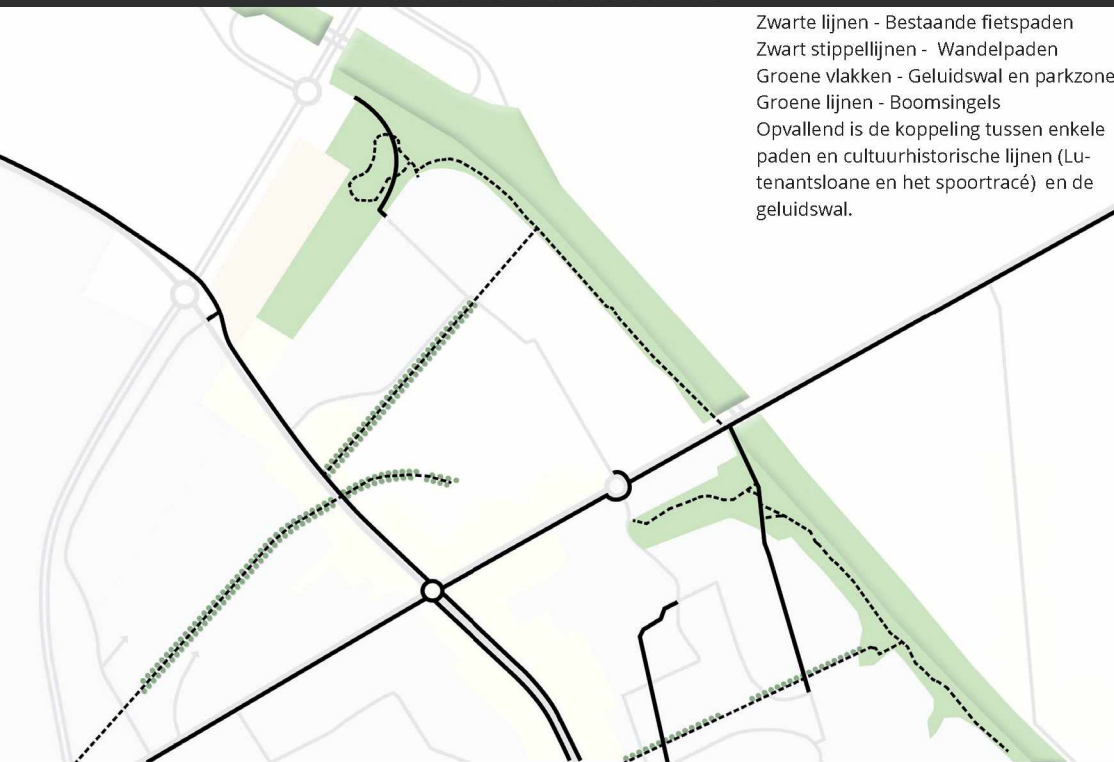 Zwarte lijnen - Bestaande fietspaden
Zwart stippellijnen -  Wandelpaden
Groene vlakken - Geluidswal en parkzone
Groene lijnen - Boomsingels
Opvallend is de koppeling tussen enkele
paden en cultuurhistorische lijnen (Lu-
tenantsloane en het spoortracé)  en de
geluidswal.